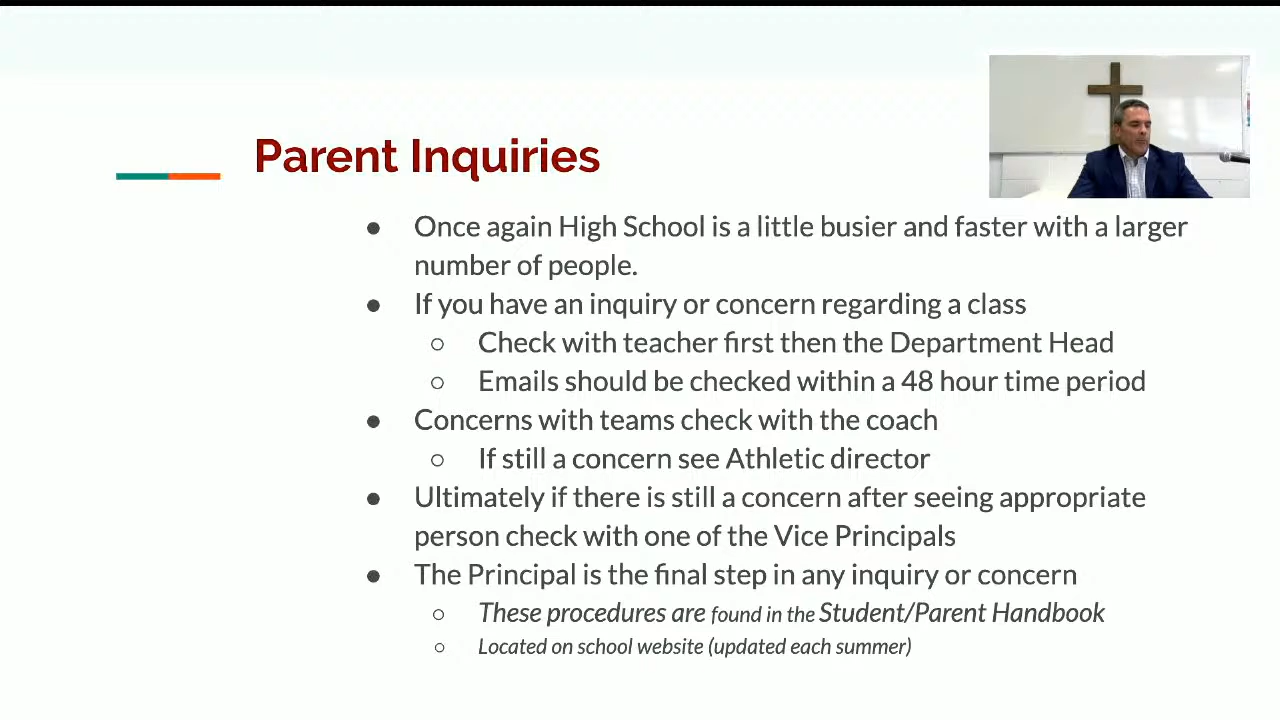 Parent Inquiries
● Once again High School is a little busier and faster with a larger
number of people.
● If you have an inquiry or concern regarding a class
○ Check with teacher first then the Department Head
○ Emails should be checked within a 48 hour time period
● Concerns with teams check with the coach
○ If still a concern see Athletic director
● Ultimately if there is still a concern after seeing appropriate
person check with one of the Vice Principals
● The Principal is the final step in any inquiry or concern
○ These procedures are found in the Student/Parent Handbook
○ Located on school website (updated each summer)